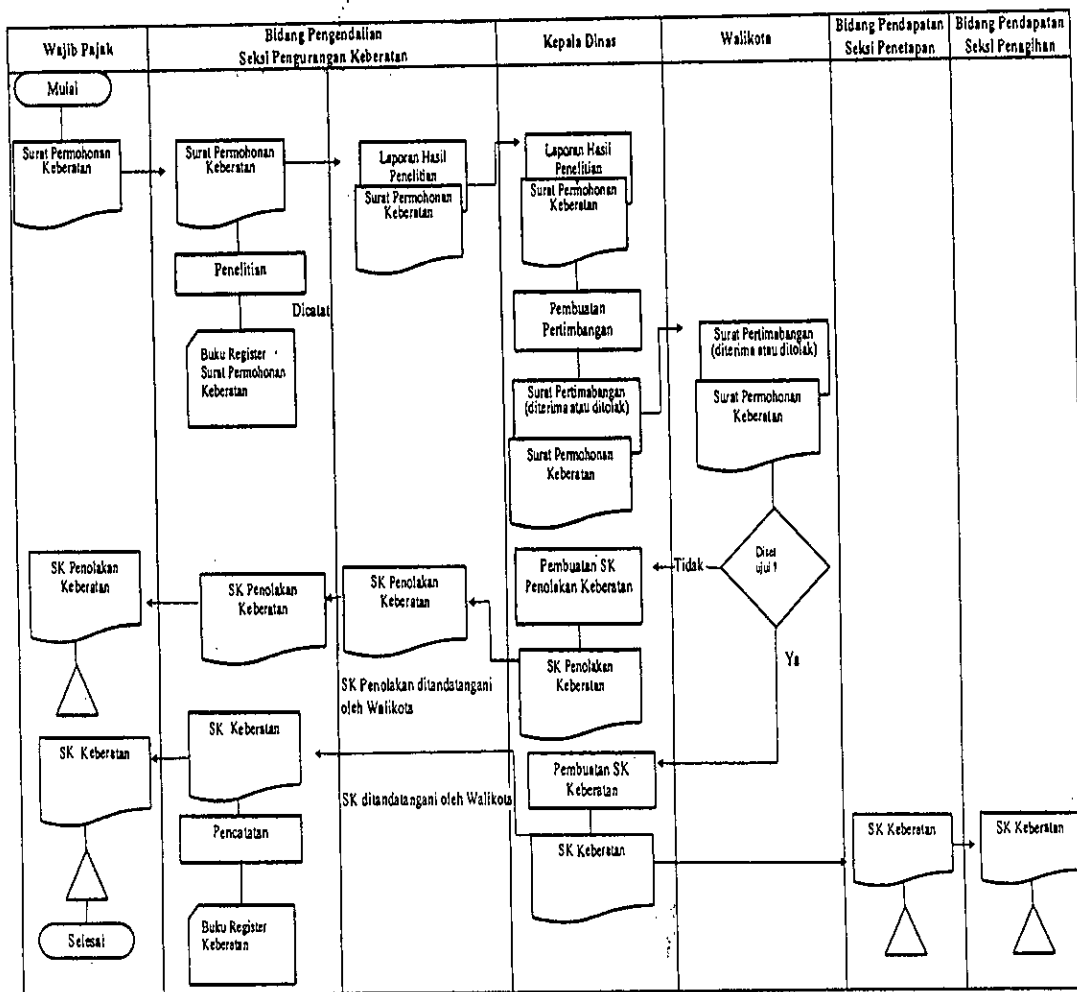 Wajib Pajak
Bidang Pengendalian
Seksi Pengurangan Keberatan
Kepala Dinas
Walikota
Bidang Pendapatan
Seksi Penetapan
Bidang Pendapatan
Seksi Penagihan
Mulai
Surat Permohonan
Keberatan
Surat Permohonan
Keberatan
Laporan Hasil
Penelitian
Surat Permohonan
Keberatan
Laporan Hasil
Penelitian
Surat Permohonan
Keberatan
Penelitian
Dicatat
Buku Register
Surat Permohonan
Keberatan
Pembuatan
Pertimbangan
Surat Pertimabangan
(diterima atau ditolak)
Surat Permohonan
Keberatan
Surat Pertimabangan
(diterima atau ditolak)
Surat Permohonan
Keberatan
Diset
ujui ?
Tidak
Ya
Pembuatan SK
Penolakan Keberatan
SK Penolakan
Keberatan
SK Penolakan
Keberatan
SK Penolakan
Keberatan
SK Penolakan
Keberatan
SK Penolakan ditandatangani
oleh Walikota
Pembuatan SK
Keberatan
SK Keberatan
SK ditandatangani oleh Walikota
SK Keberatan
SK Keberatan
Pencatatan
Buku Register
Keberatan
Selesai
SK Keberatan
SK Keberatan